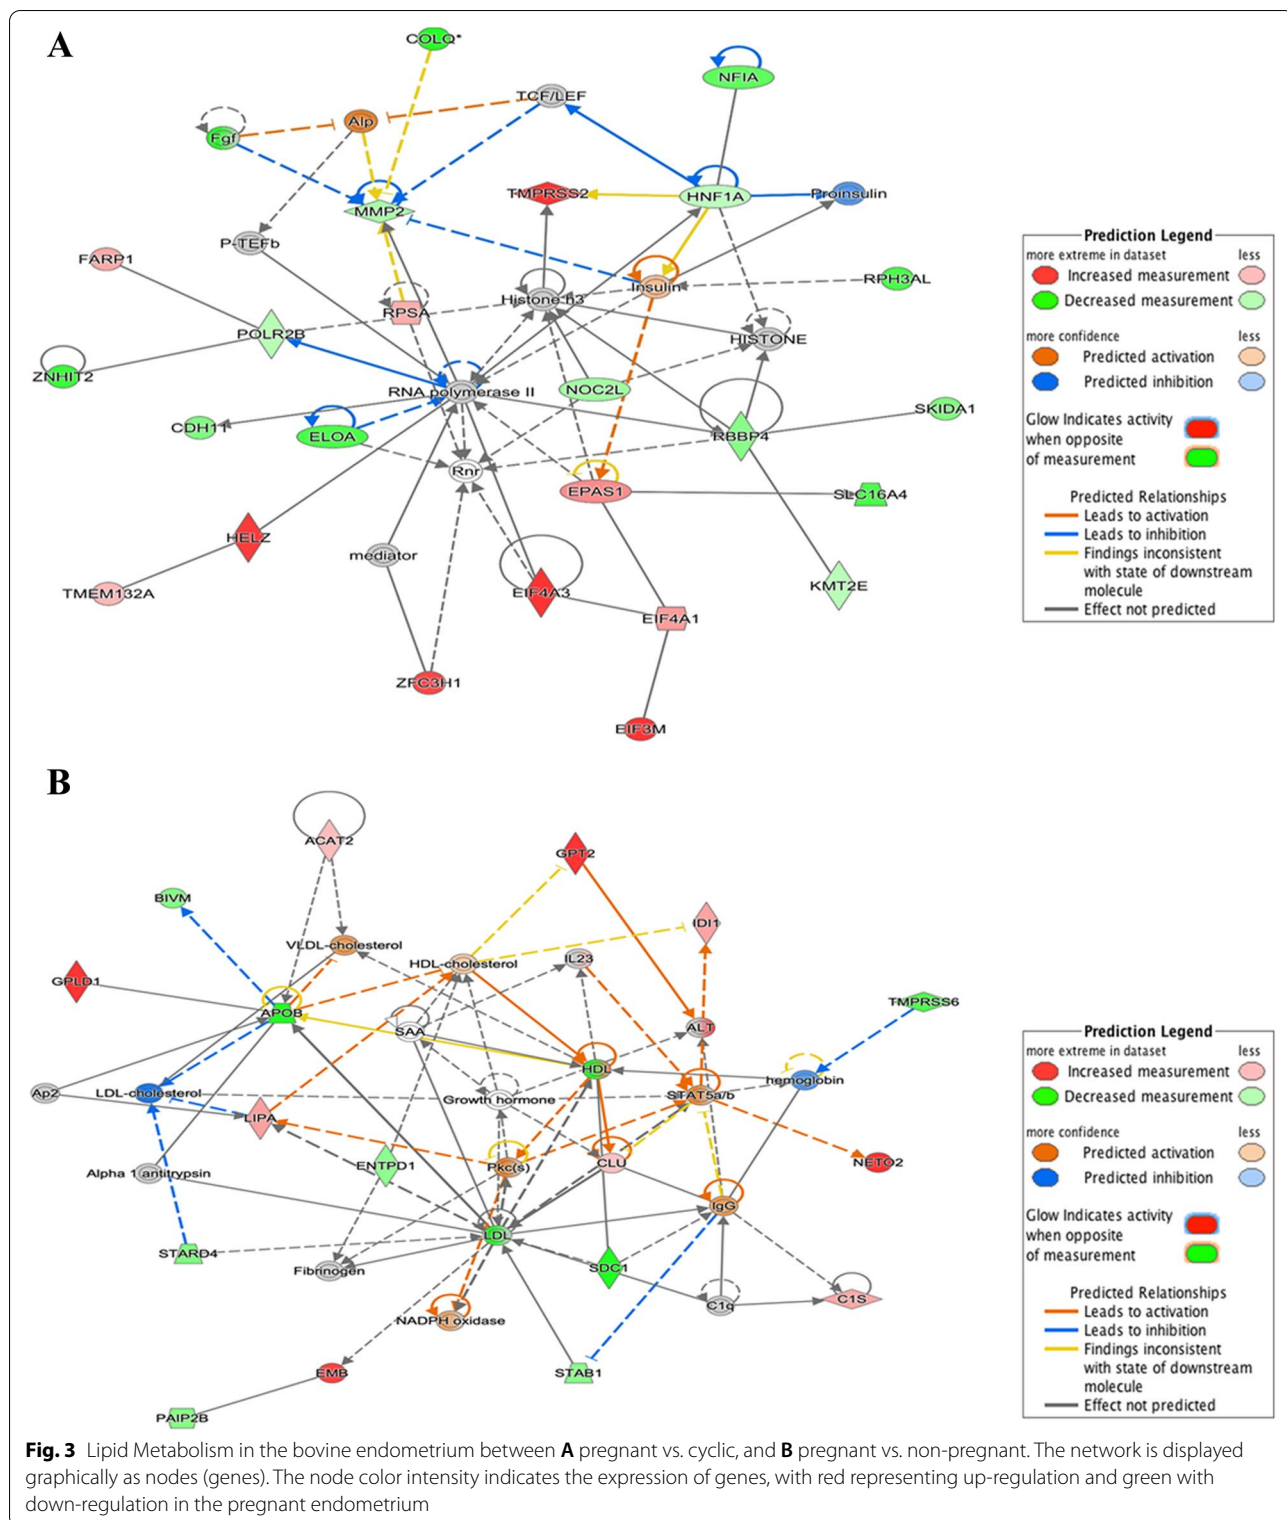 A
COLQ*
NFIA
TCF/LEF
Alp
Fgf
TMPRSS2
HNF1A
Proinsulin
MMP2
P-TEFb
FARP1
Insulin
RPH3AL
Histone h3
RPSA
POLR2B
HISTONE
ZNHIT2
RNA polymerase II
NOC2L
SKIDA1
CDH11
ELOA
RBBP4
Rnr
EPAS1
SLC16A4
HELZ
mediator
TMEM132A
EIF4A3
KMT2E
EIF4A1
ZFC3H1
EIF3M
Prediction Legend
more extreme in dataset less
Increased measurement
Decreased measurement
more confidence less
Predicted activation
Predicted inhibition
Glow Indicates activity
when opposite
of measurement
Predicted Relationships
Leads to activation
Leads to inhibition
Findings inconsistent
with state of downstream
molecule
Effect not predicted
B
ACAT2
GPT2
BIVM
IDI1
VLDL-cholesterol
HDL-cholesterol
IL23
GPLD1
TMPRSS6
APOB
SAA
ALT
HDL
hemoglobin
Ap2
LDL-cholesterol
Growth hormone
STAT5a/b
LIPA
Alpha 1 antitrypsin
ENTPD1
Pkc(s)
CLU
NETO2
IgG
LDL
STARD4
Fibrinogen
SDC1
C1q
C1S
NADPH oxidase
EMB
STAB1
PAIP2B
Prediction Legend
more extreme in dataset less
Increased measurement
Decreased measurement
more confidence less
Predicted activation
Predicted inhibition
Glow Indicates activity
when opposite
of measurement
Predicted Relationships
Leads to activation
Leads to inhibition
Findings inconsistent
with state of downstream
molecule
Effect not predicted
Fig. 3 Lipid Metabolism in the bovine endometrium between A pregnant vs. cyclic, and B pregnant vs. non-pregnant. The network is displayed
graphically as nodes (genes). The node color intensity indicates the expression of genes, with red representing up-regulation and green with
down-regulation in the pregnant endometrium